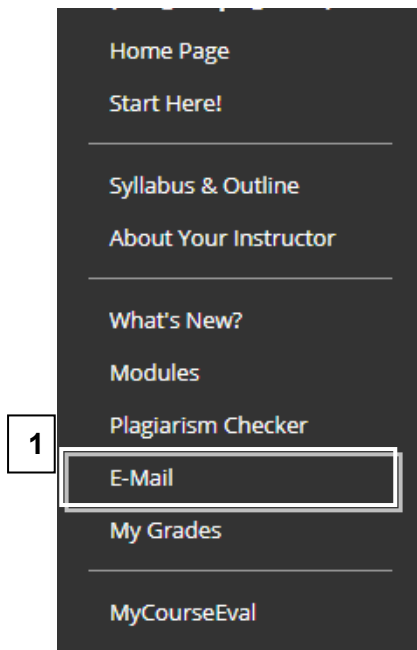 Home Page
Start Here!
Syllabus & Outline
About Your Instructor
What's New?
Modules
Plagiarism Checker
1
E-Mail
My Grades
MyCourseEval